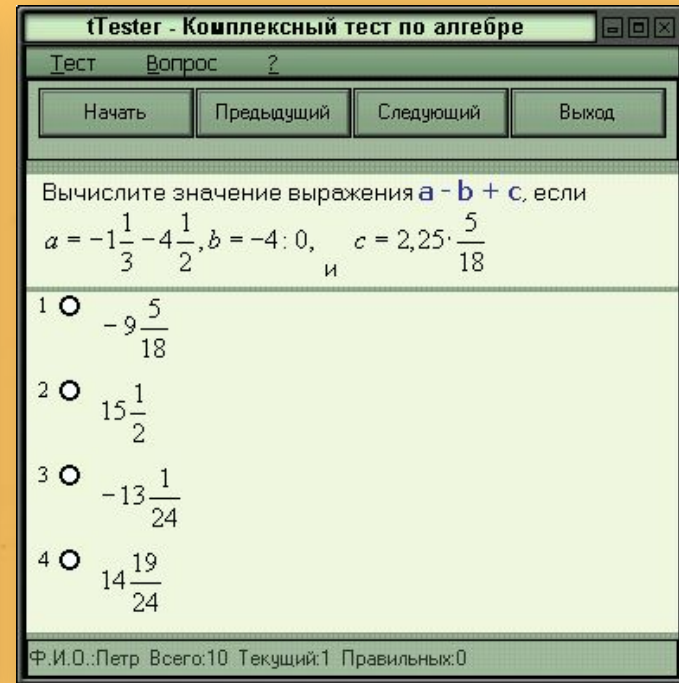 tTester - Комплексный тест по алгебре
Тест Вопрос ?
Начать Предыдущий Следующий Выход
Вычислите значение выражения a - b + c, если
a = -1 1/3 - 4 1/2, b = -4 : 0, и c = 2,25 · 5/18
1 -9 5/18
2 15 1/2
3 -13 1/24
4 14 19/24
Ф.И.О.:Петр Всего:10 Текущий:1 Правильных:0